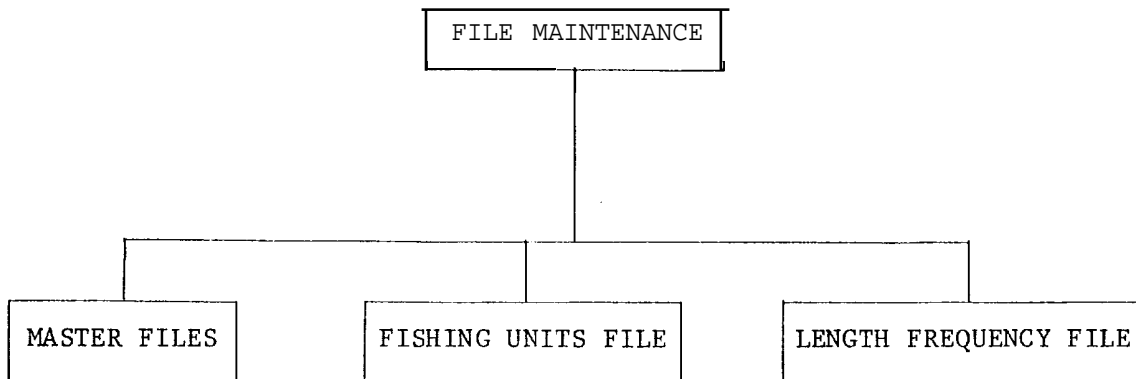 FILE MAINTENANCE
MASTER FILES
FISHING UNITS FILE
LENGTH FREQUENCY FILE